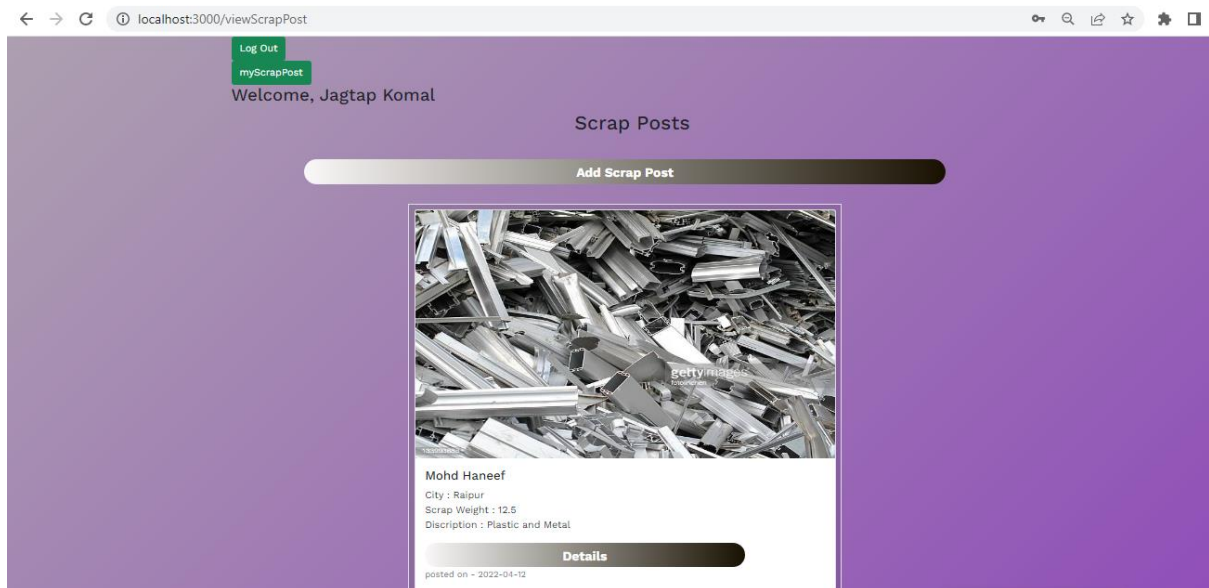 localhost:3000/viewScrapPost
Log Out
myScrapPost
Welcome, Jagtap Komal
Scrap Posts
Add Scrap Post
gettyimages
Mohd Haneef
City : Raipur
Scrap Weight : 12.5
Discription : Plastic and Metal
Details
posted on - 2022-04-12